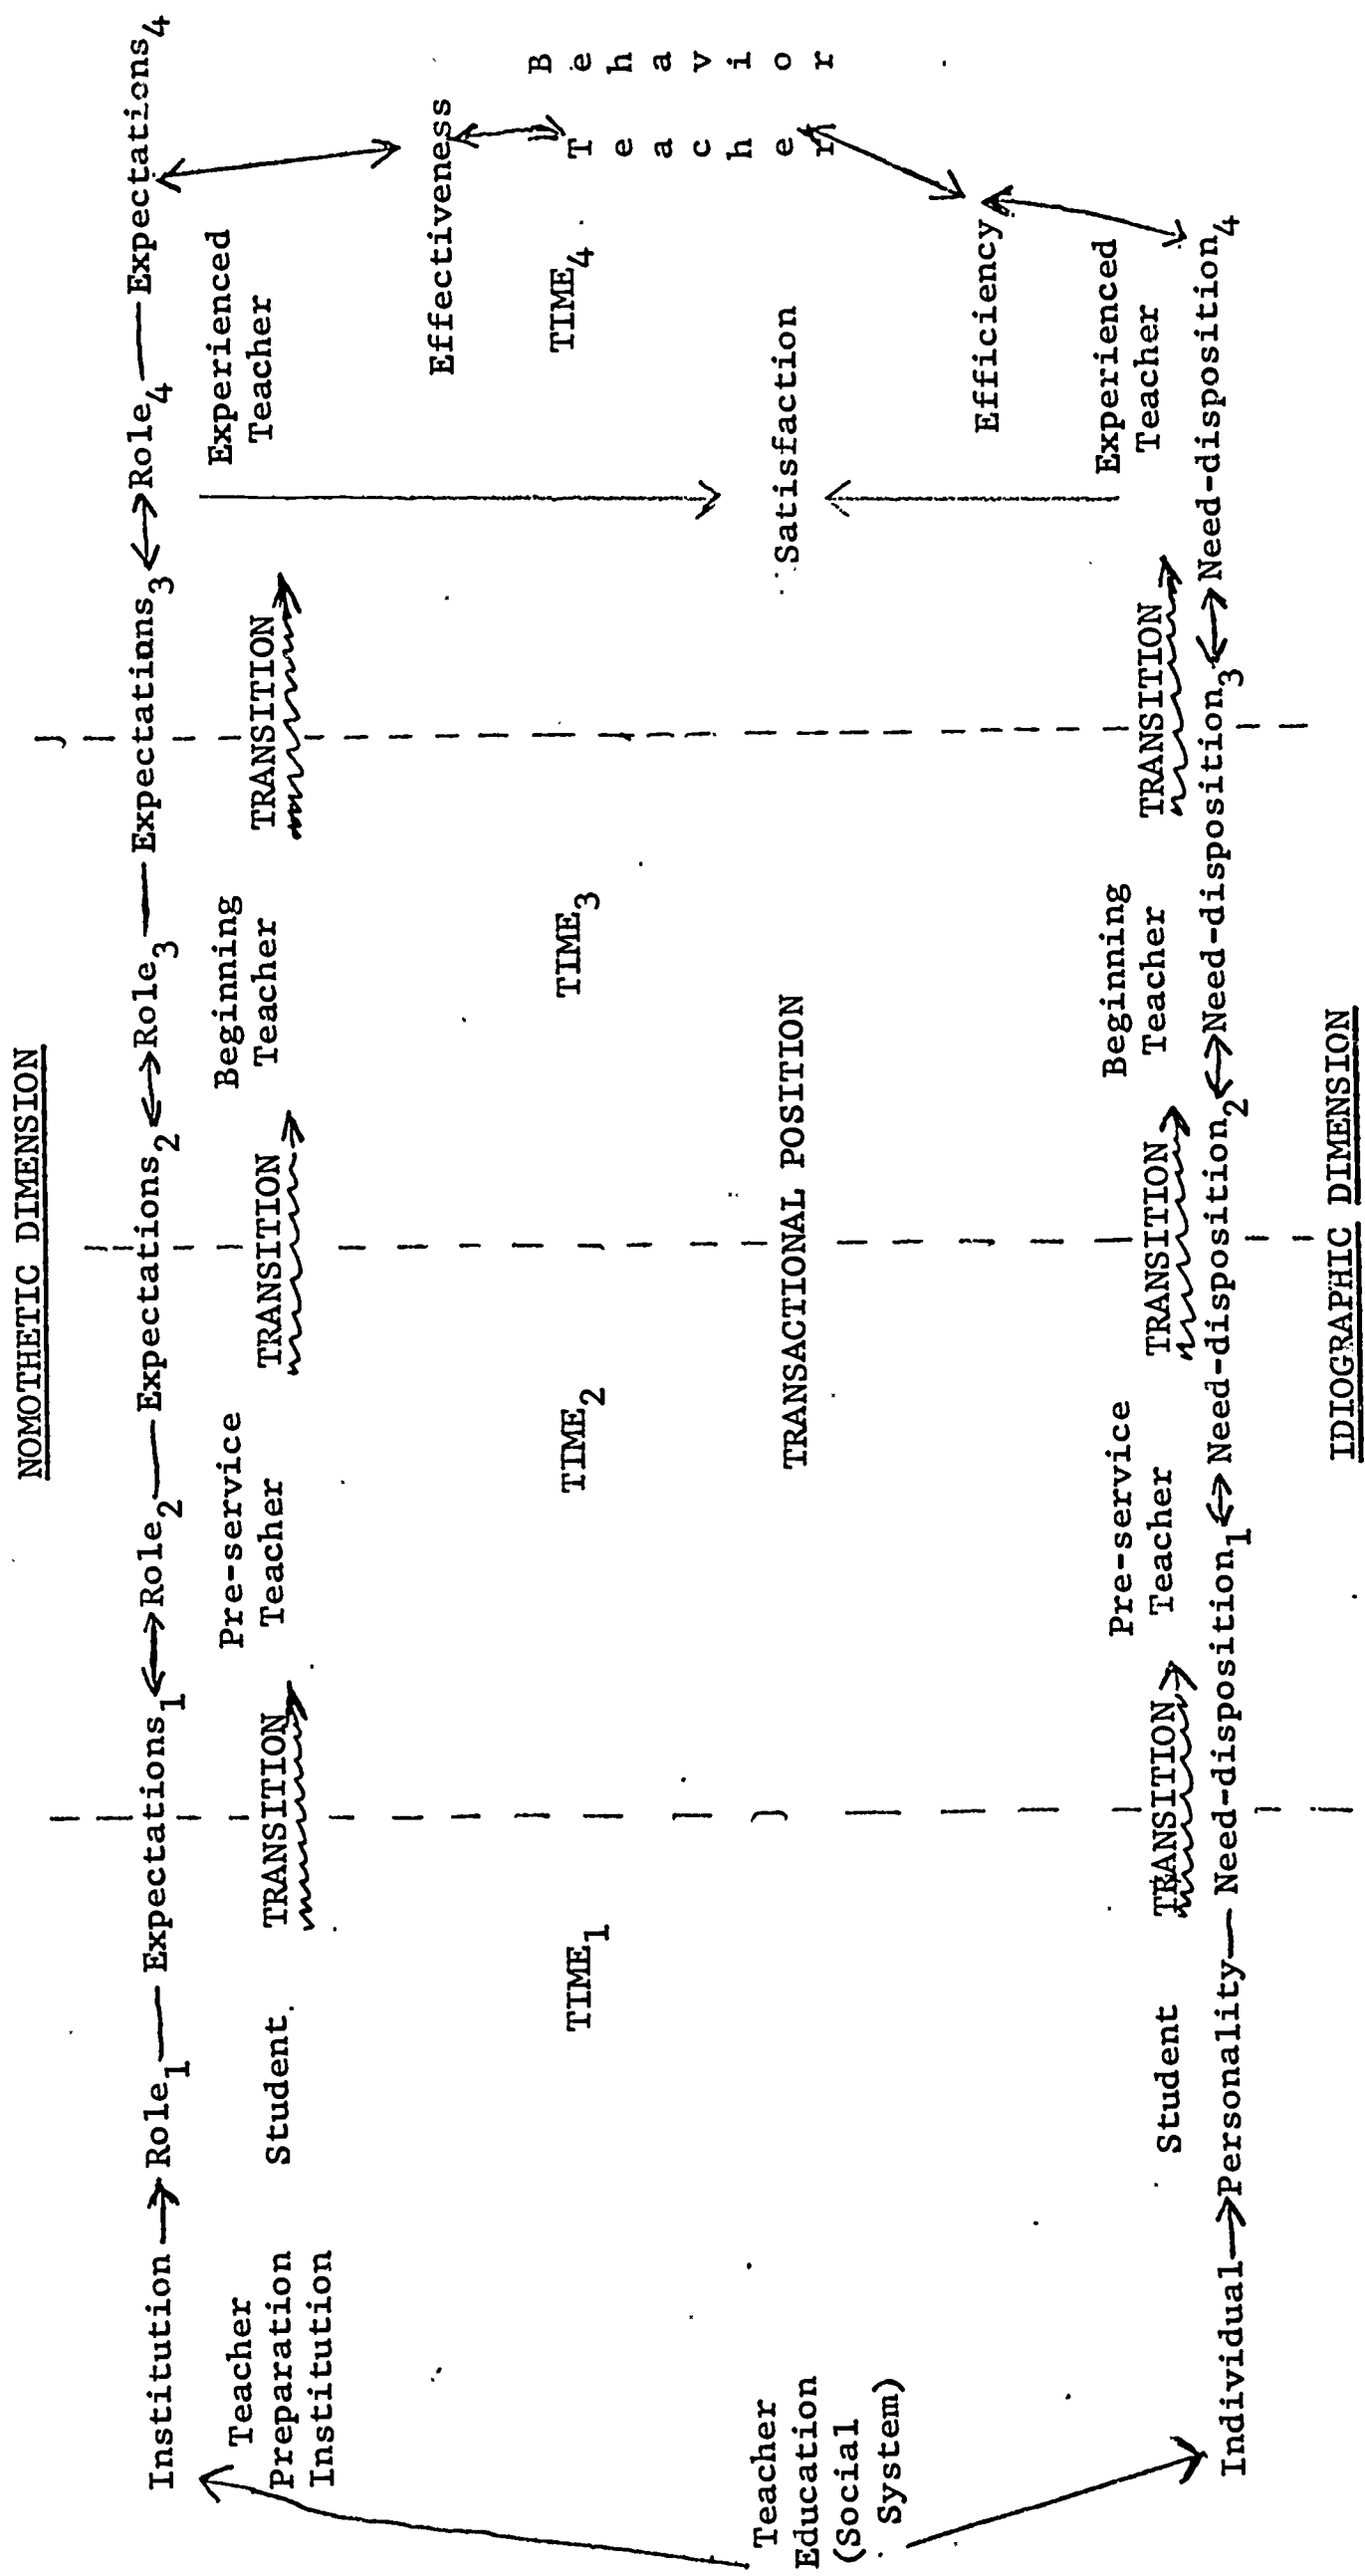 NOMOTHETIC DIMENSION
Institution → Role₁ — Expectations₁ ↔ Role₂ — Expectations₂ ↔ Role₃ — Expectatinns₃ ↔ Role₄ — Expectations₄
Teacher
Preparation
Institution
Student
TRANSITION
Pre-service
Teacher
TRANSITION
Beginning
Teacher
TRANSITION
Experienced
Teacher
Effectiveness
TIME₁
TIME₂
TIME₃
TIME₄
Teacher
Behavior
Teacher
Education
(Social
System)
TRANSACTIONAL POSITION
Satisfaction
Efficiency
Student
TRANSITION
Pre-service
Teacher
TRANSITION
Beginning
Teacher
TRANSITION
Experienced
Teacher
Individual → Personality — Need-disposition₁ ↔ Need-disposition₂ ↔ Need-disposition₃ ↔ Need-disposition₄
IDIOGRAPHIC DIMENSION